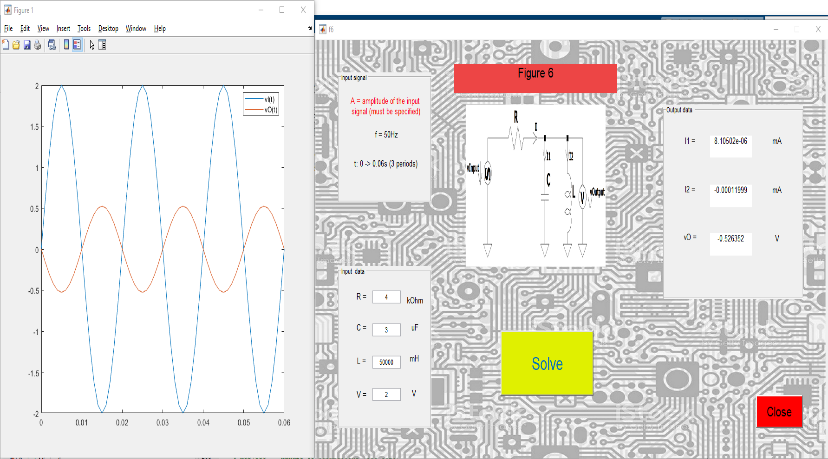 Figure 1
File Edit View Insert Tools Desktop Window Help
vI(t)
vO(t)
2
1.5
1
0.5
0
-0.5
-1
-1.5
-2
0 0.01 0.02 0.03 0.04 0.05 0.06
f6
Input signal
A = amplitude of the input
signal (must be specified)
f = 50Hz
t: 0 -> 0.06s (3 periods)
Figure 6
R
I
I1
I2
C
L
V
vOutput
Output data
I1 = 8.10502e-06 mA
I2 = -0.00011999 mA
vO = -0.526352 V
Input data
R = 4 kOhm
C = 3 uF
L = 50000 mH
V = 2 V
Solve
Close